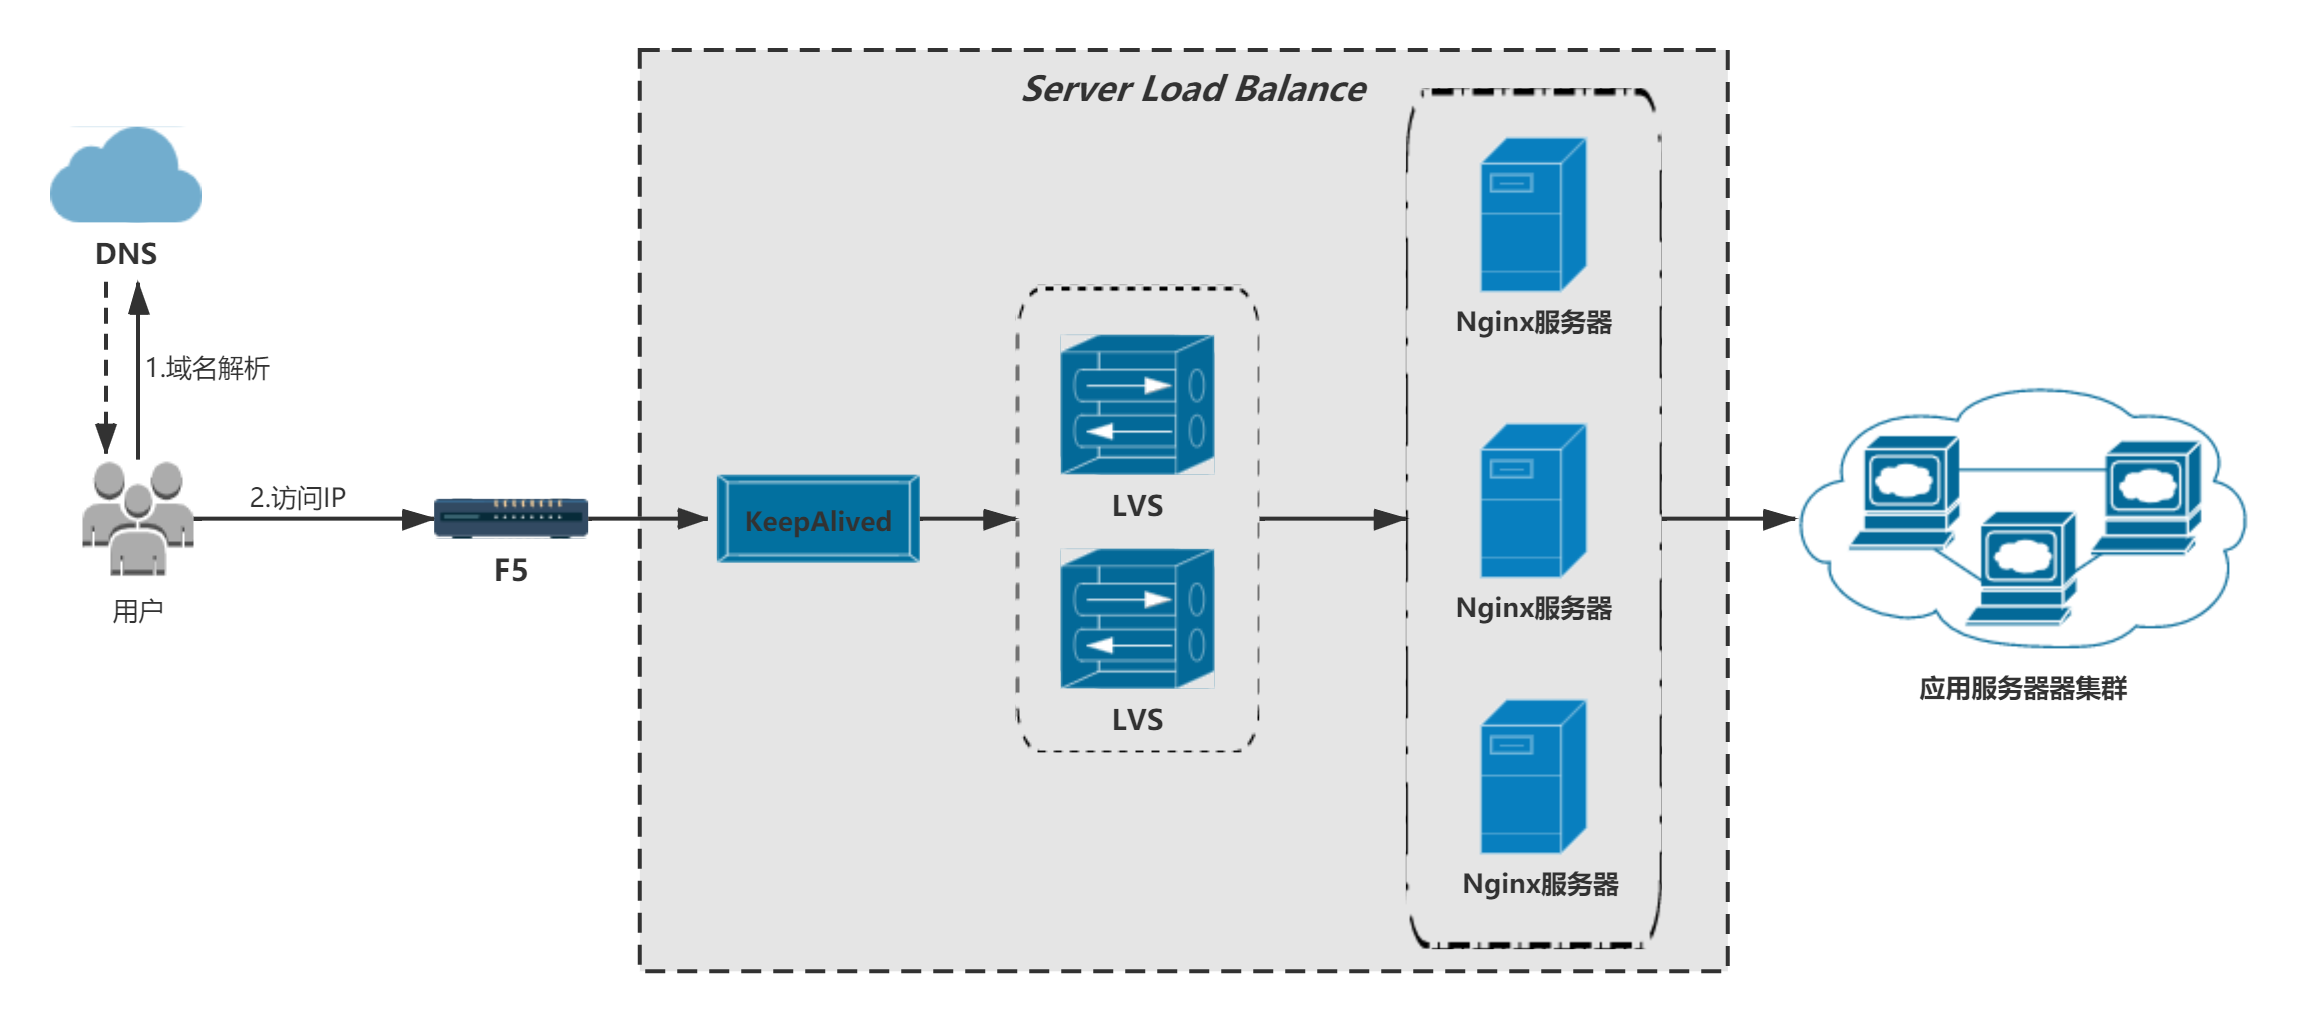 Server Load Balance
DNS
1.域名解析
2.访问IP
用户
F5
KeepAlived
LVS
LVS
Nginx服务器
Nginx服务器
Nginx服务器
应用服务器器集群